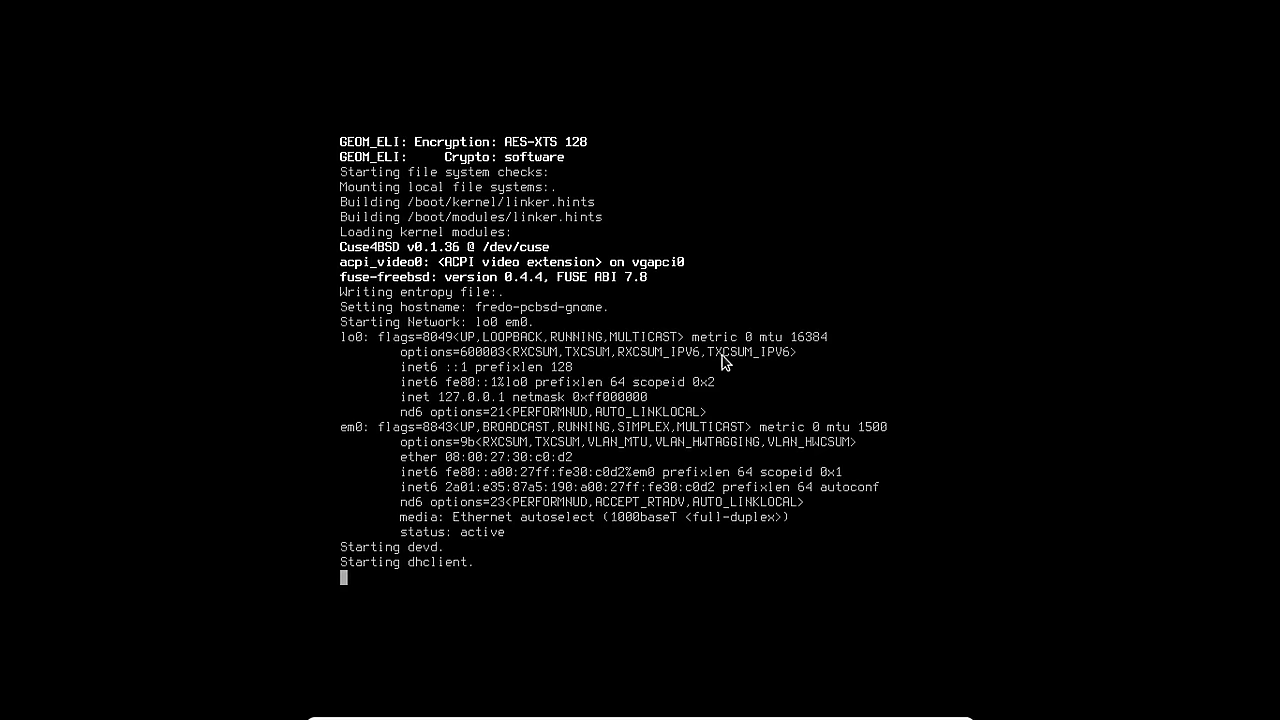 GEOM_ELI: Encryption: AES-XTS 128
GEOM_ELI:     Crypto: software
Starting file system checks:
Mounting local file systems:.
Building /boot/kernel/linker.hints
Building /boot/modules/linker.hints
Loading kernel modules:
Cuse4BSD v0.1.36 @ /dev/cuse
acpi_video0: <ACPI video extension> on vgapci0
fuse-freebsd: version 0.4.4, FUSE ABI 7.8
Writing entropy file:.
Setting hostname: fredo-pcbsd-gnome.
Starting Network: lo0 em0.
lo0: flags=8049<UP,LOOPBACK,RUNNING,MULTICAST> metric 0 mtu 16384
        options=600003<RXCSUM,TXCSUM,RXCSUM_IPV6,TXCSUM_IPV6>
        inet6 ::1 prefixlen 128
        inet6 fe80::1%lo0 prefixlen 64 scopeid 0x2
        inet 127.0.0.1 netmask 0xff000000
        nd6 options=21<PERFORMNUD,AUTO_LINKLOCAL>
em0: flags=8843<UP,BROADCAST,RUNNING,SIMPLEX,MULTICAST> metric 0 mtu 1500
        options=9b<RXCSUM,TXCSUM,VLAN_MTU,VLAN_HWTAGGING,VLAN_HWCSUM>
        ether 08:00:27:30:c0:d2
        inet6 fe80::a00:27ff:fe30:c0d2%em0 prefixlen 64 scopeid 0x1
        inet6 2a01:e35:87a5:190:a00:27ff:fe30:c0d2 prefixlen 64 autoconf
        nd6 options=23<PERFORMNUD,ACCEPT_RTADV,AUTO_LINKLOCAL>
        media: Ethernet autoselect (1000baseT <full-duplex>)
        status: active
Starting devd.
Starting dhclient.